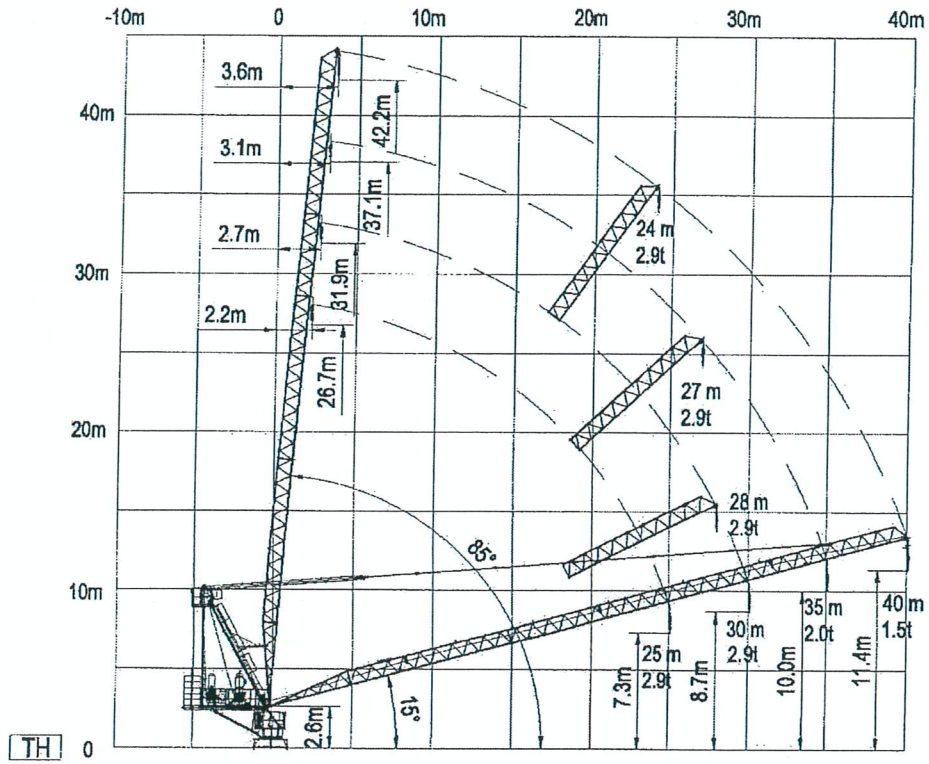 -10m 0 10m 20m 30m 40m
3.6m
40m
42.2m
3.1m
37.1m
2.7m
24 m
2.9t
30m
31.9m
2.2m
26.7m
27 m
2.9t
20m
28 m
2.9t
85°
10m
40 m
1.5t
35 m
2.0t
30 m
2,9t
25 m
2.9t
7.3m
8.7m
10.0m
11.4m
15°
2.6m
TH
0